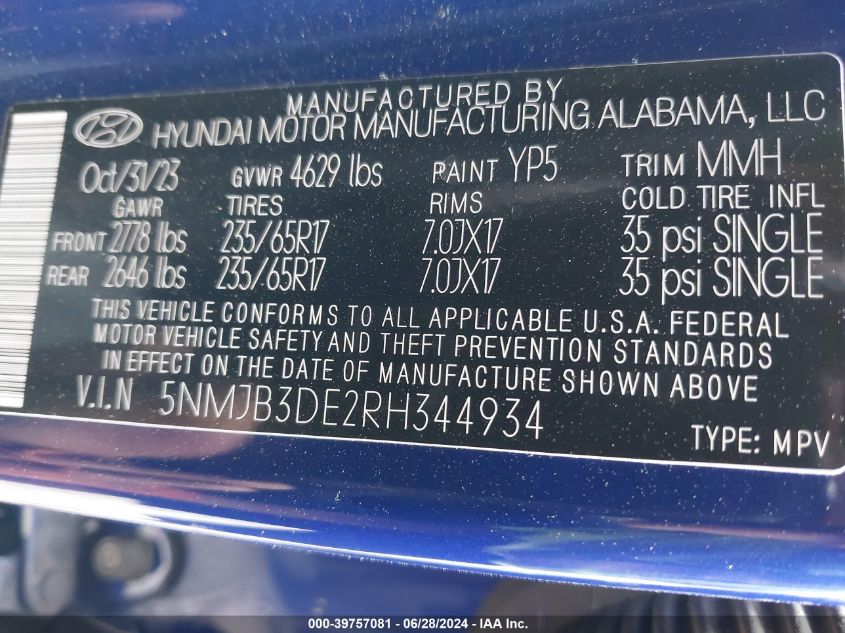 MANUFACTURED BY
HYUNDAI MOTOR MANUFACTURING ALABAMA, LLC
Oct/31/23 GVWR 4629 lbs PAINT YP5 TRIM MMH
GAWR TIRES RIMS COLD TIRE INFL
FRONT 2778 lbs 235/65R17 7.0JX17 35 psi SINGLE
REAR 2646 lbs 235/65R17 7.0JX17 35 psi SINGLE
THIS VEHICLE CONFORMS TO ALL APPLICABLE U.S.A. FEDERAL
MOTOR VEHICLE SAFETY AND THEFT PREVENTION STANDARDS
IN EFFECT ON THE DATE OF MANUFACTURE SHOWN ABOVE
V.I.N 5NMJB3DE2RH344934
TYPE: MPV
000-39757081 - 06/28/2024 - IAA Inc.